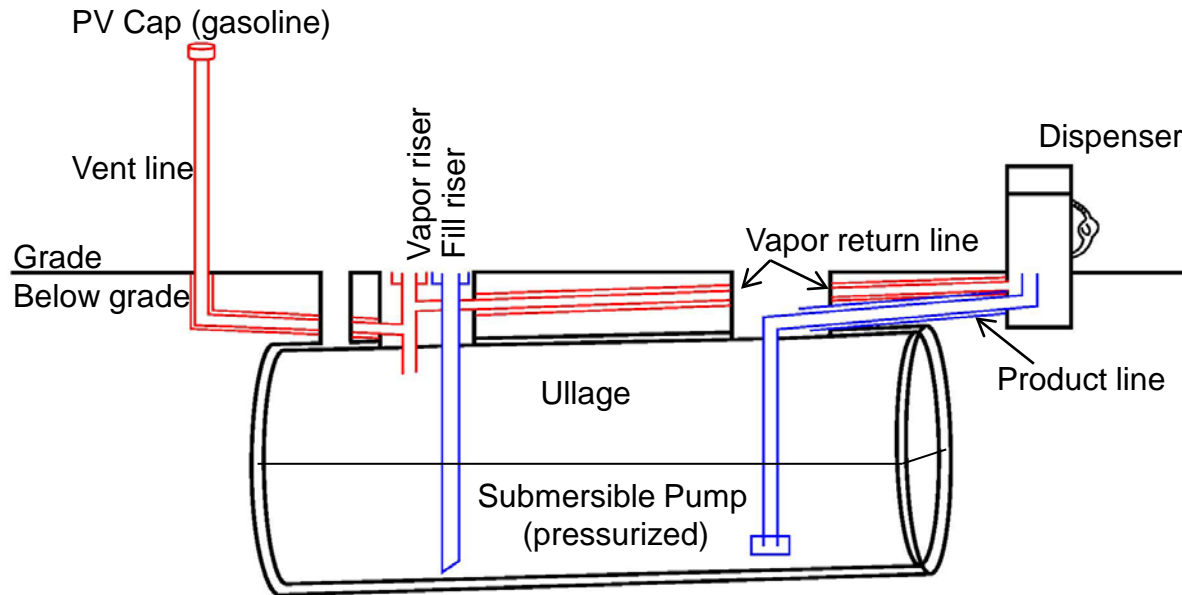 PV Cap (gasoline)
Vent line
Vapor riser
Fill riser
Dispenser
Vapor return line
Grade
Below grade
Product line
Ullage
Submersible Pump
(pressurized)